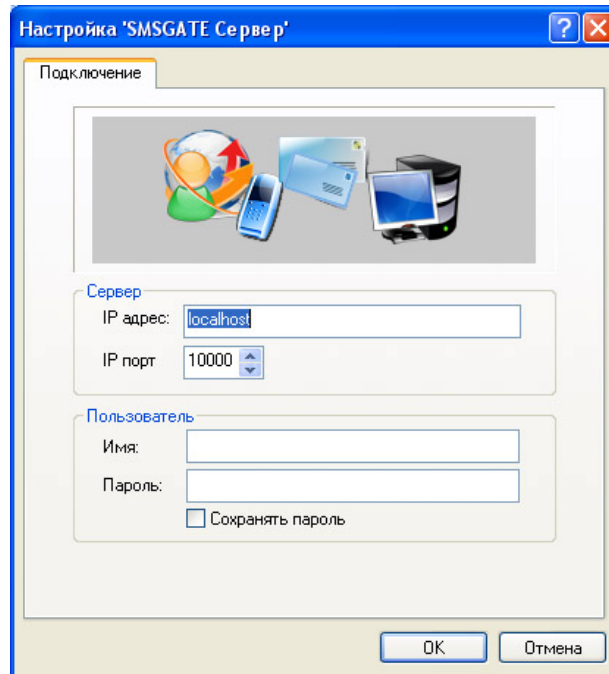 Настройка 'SMSGATE Сервер'
Подключение
Сервер
IP адрес: localhost
IP порт 10000
Пользователь
Имя:
Пароль:
Сохранять пароль
OK Отмена